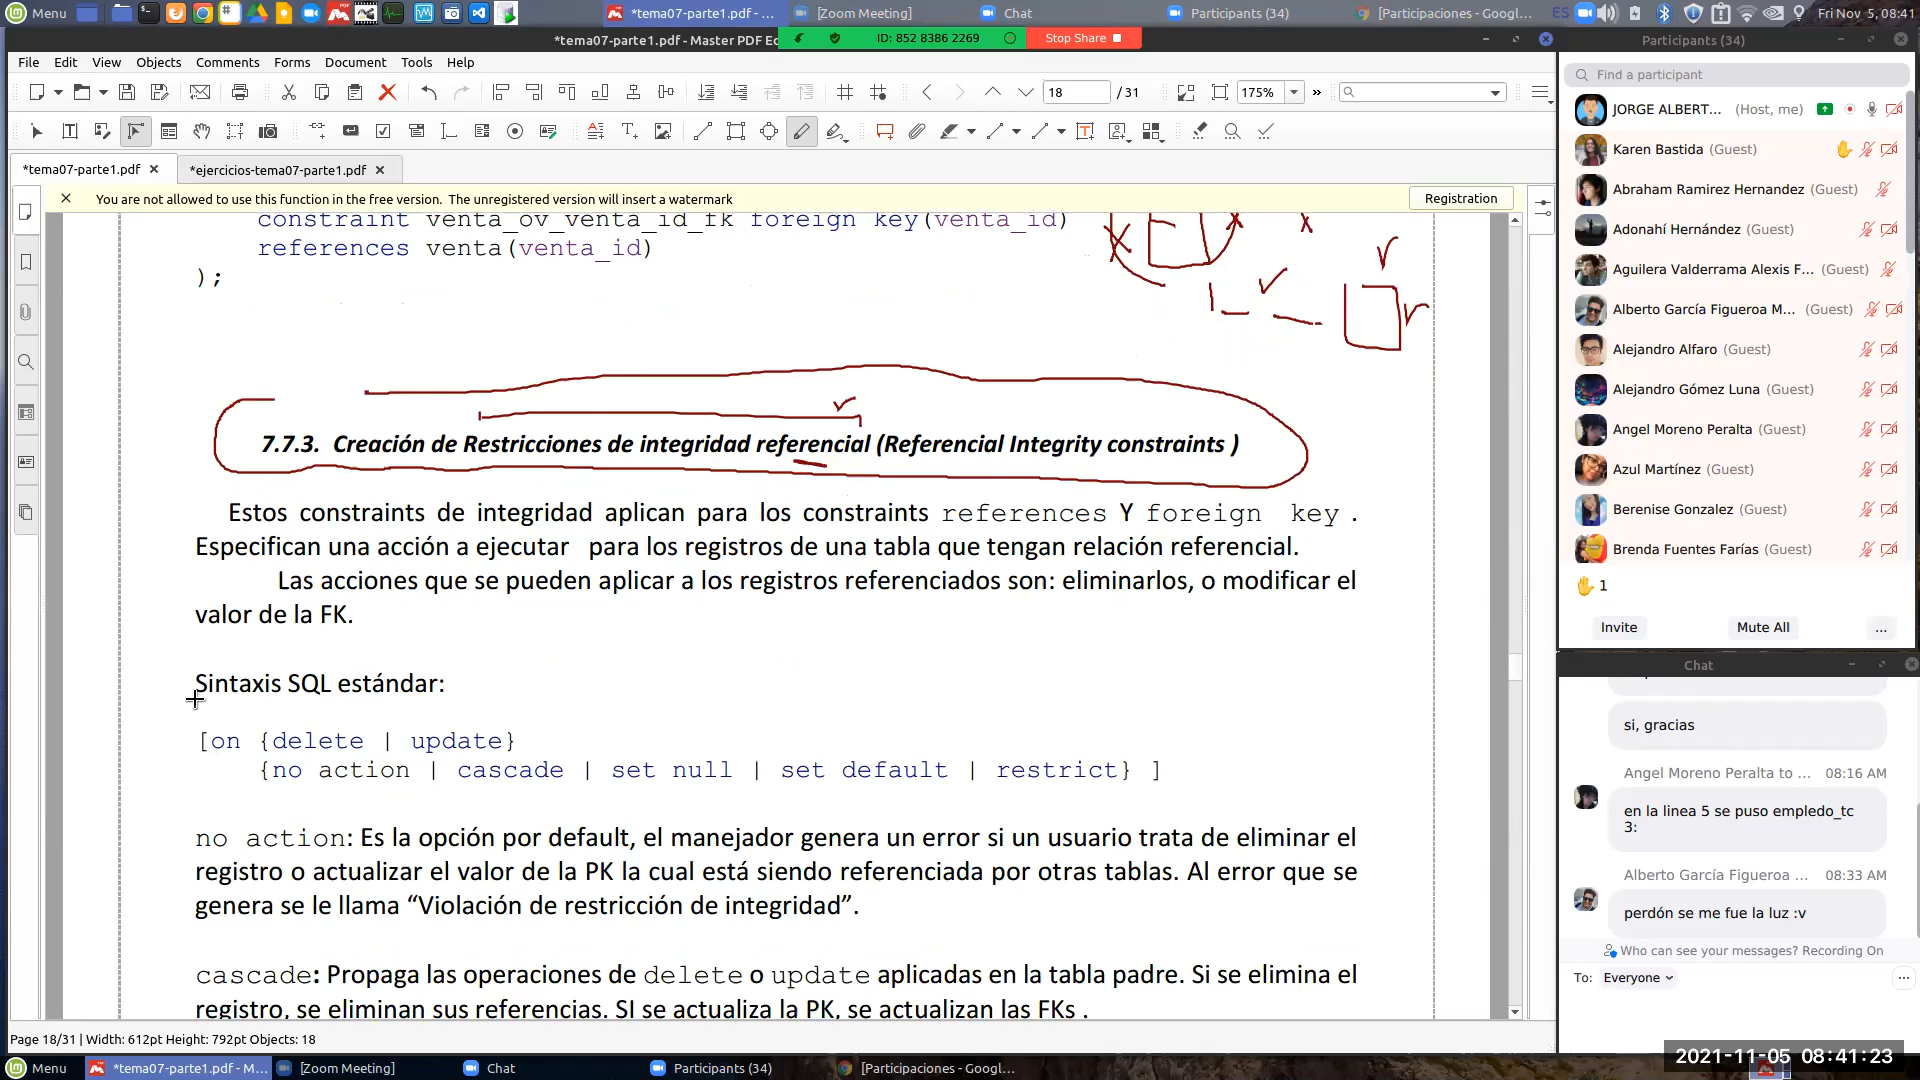 Menu
*tema07-parte1.pdf - ...
[Zoom Meeting]
Chat
Participants (34)
[Participaciones - Googl...
ES
Fri Nov 5, 08:41
*tema07-parte1.pdf - Master PDF Ec
ID: 852 8386 2269
Stop Share
Participants (34)
File Edit View Objects Comments Forms Document Tools Help
18 / 31
175%
*tema07-parte1.pdf
*ejercicios-tema07-parte1.pdf
You are not allowed to use this function in the free version. The unregistered version will insert a watermark
Registration
constraint venta_ov_venta_id_fk foreign key(venta_id)
references venta(venta_id)
);
7.7.3. Creación de Restricciones de integridad referencial (Referencial Integrity constraints )
Estos constraints de integridad aplican para los constraints references Y foreign key .
Especifican una acción a ejecutar para los registros de una tabla que tengan relación referencial.
Las acciones que se pueden aplicar a los registros referenciados son: eliminarlos, o modificar el
valor de la FK.
Sintaxis SQL estándar:
[on {delete | update}
{no action | cascade | set null | set default | restrict} ]
no action: Es la opción por default, el manejador genera un error si un usuario trata de eliminar el
registro o actualizar el valor de la PK la cual está siendo referenciada por otras tablas. Al error que se
genera se le llama “Violación de restricción de integridad”.
cascade: Propaga las operaciones de delete o update aplicadas en la tabla padre. Si se elimina el
registro, se eliminan sus referencias. SI se actualiza la PK, se actualizan las FKs .
Page 18/31 | Width: 612pt Height: 792pt Objects: 18
Find a participant
JORGE ALBERT... (Host, me)
Karen Bastida (Guest)
Abraham Ramirez Hernandez (Guest)
Adonahí Hernández (Guest)
Aguilera Valderrama Alexis F... (Guest)
Alberto García Figueroa M... (Guest)
Alejandro Alfaro (Guest)
Alejandro Gómez Luna (Guest)
Angel Moreno Peralta (Guest)
Azul Martínez (Guest)
Berenise Gonzalez (Guest)
Brenda Fuentes Farías (Guest)
1
Invite
Mute All
...
Chat
si, gracias
Angel Moreno Peralta to ... 08:16 AM
en la linea 5 se puso empledo_tc
3:
Alberto García Figueroa ... 08:33 AM
perdón se me fue la luz :v
Who can see your messages? Recording On
To: Everyone
2021-11-05 08:41:23
Menu
*tema07-parte1.pdf - M...
[Zoom Meeting]
Chat
Participants (34)
[Participaciones - Googl...